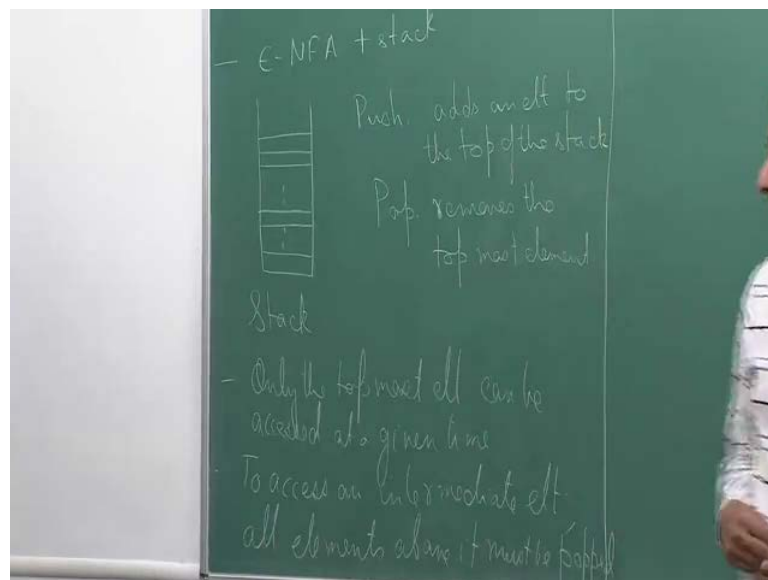 — ϵ-NFA + stack
Push. adds an elt to
the top of the stack
Pop. removes the
top most element
Stack
- Only the topmost elt can be
accessed at a given time
To access an intermediate elt
all elements above it must be popped